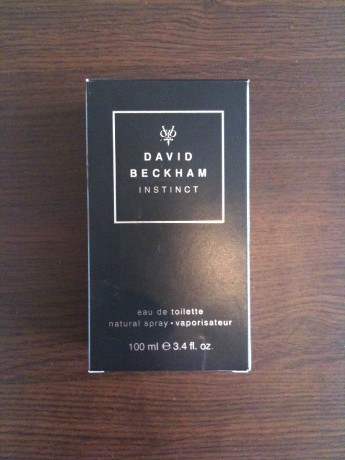 DAVID
BECKHAM
INSTINCT
eau de toilette
natural spray • vaporisateur
100 ml ℮ 3.4 fl. oz.